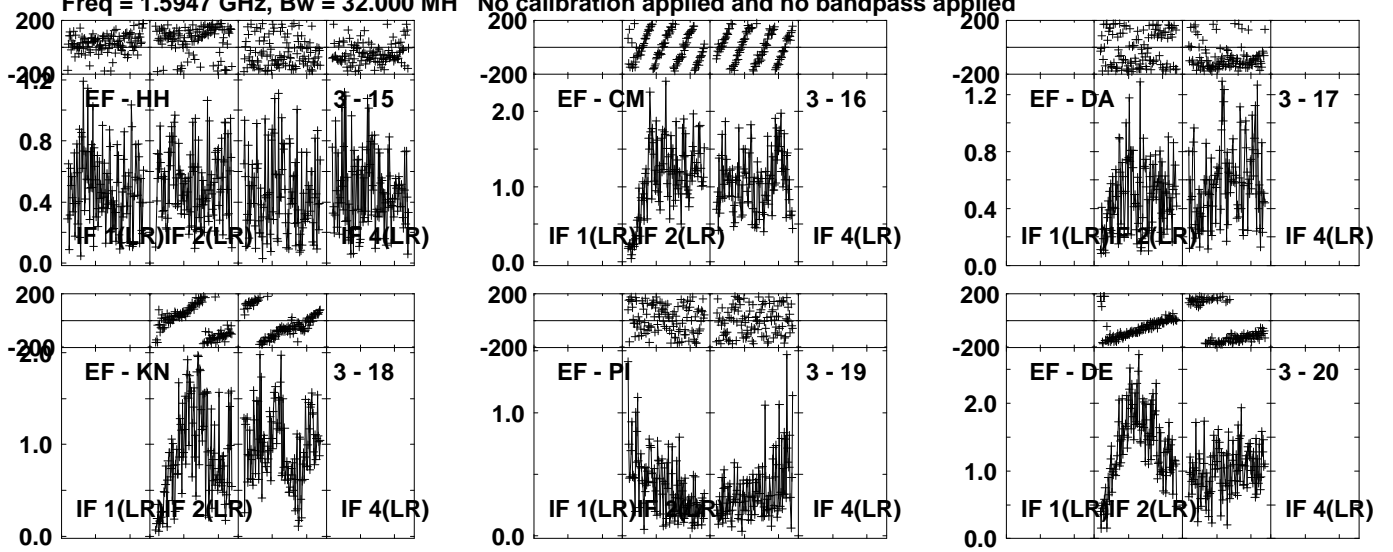 Freq = 1.5947 GHz, Bw = 32.000 MH No calibration applied and no bandpass applied
200
-200
1.2
0.8
0.4
0.0
EF - HH 3 - 15
IF 1(LR) IF 2(LR) IF 4(LR)
200
-200
2.0
1.0
0.0
EF - CM 3 - 16
IF 1(LR) IF 2(LR) IF 4(LR)
200
-200
1.2
0.8
0.4
0.0
EF - DA 3 - 17
IF 1(LR) IF 2(LR) IF 4(LR)
200
-200
2.0
1.0
0.0
EF - KN 3 - 18
IF 1(LR) IF 2(LR) IF 4(LR)
200
-200
1.0
0.0
EF - PI 3 - 19
IF 1(LR) IF 2(LR) IF 4(LR)
200
-200
2.0
1.0
0.0
EF - DE 3 - 20
IF 1(LR) IF 2(LR) IF 4(LR)